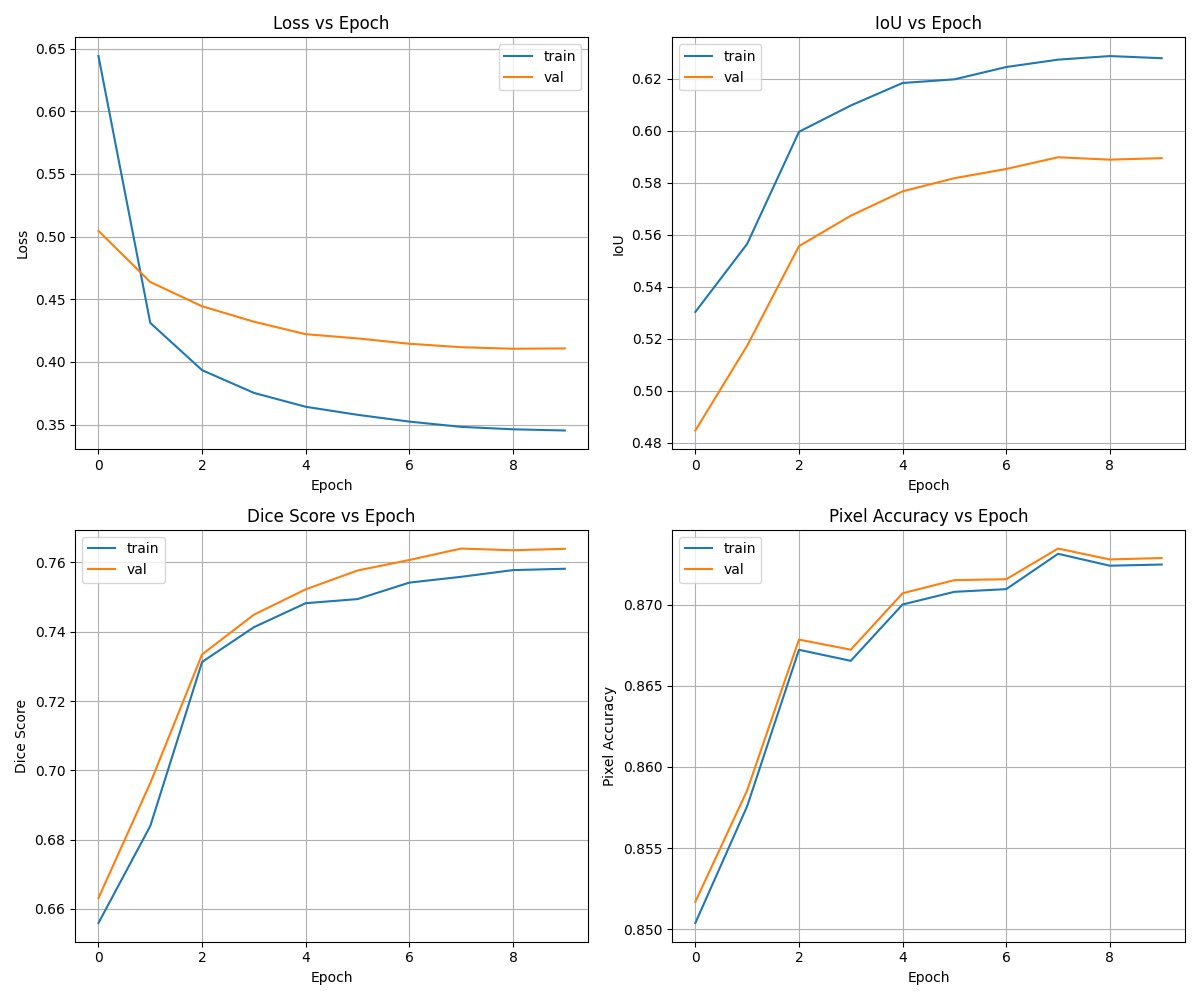 Loss vs Epoch
train
val
0.65
0.60
0.55
0.50
0.45
0.40
0.35
Loss
0 2 4 6 8
Epoch
IoU vs Epoch
train
val
0.62
0.60
0.58
0.56
0.54
0.52
0.50
0.48
IoU
0 2 4 6 8
Epoch
Dice Score vs Epoch
train
val
0.76
0.74
0.72
0.70
0.68
0.66
Dice Score
0 2 4 6 8
Epoch
Pixel Accuracy vs Epoch
train
val
0.870
0.865
0.860
0.855
0.850
Pixel Accuracy
0 2 4 6 8
Epoch